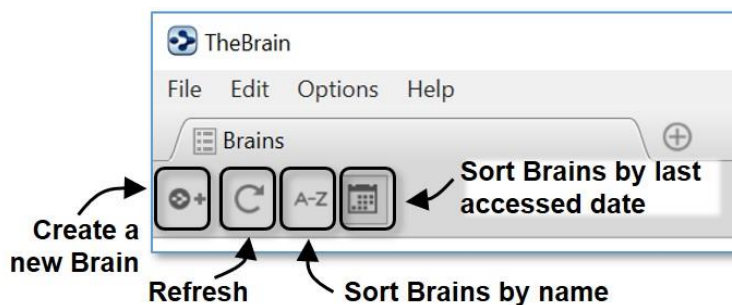 TheBrain
File Edit Options Help
Brains
A-Z
Sort Brains by last
accessed date
Create a
new Brain
Refresh
Sort Brains by name